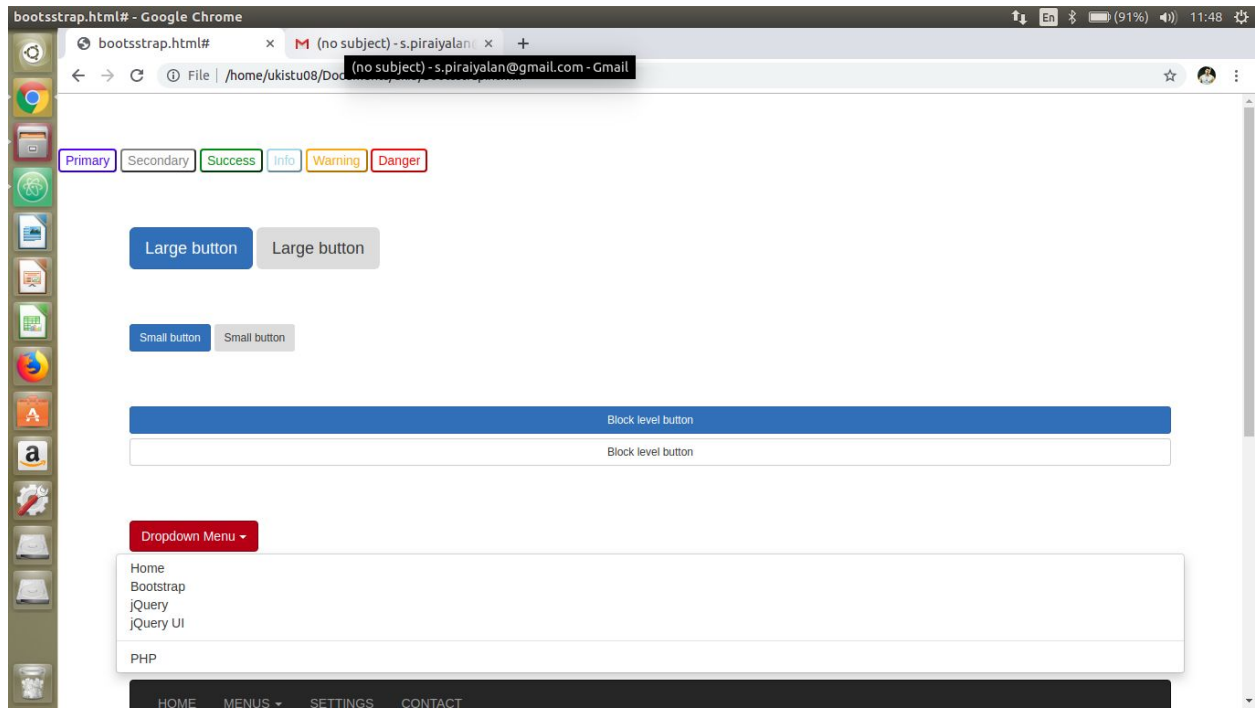 bootsstrap.html# - Google Chrome
En (91%) 11:48
bootsstrap.html# × (no subject) - s.piraiyalan × +
File | /home/ukistu08/Doc
(no subject) - s.piraiyalan@gmail.com - Gmail
Primary Secondary Success Info Warning Danger
Large button Large button
Small button Small button
Block level button
Block level button
Dropdown Menu
Home
Bootstrap
jQuery
jQuery UI
PHP
HOME MENUS SETTINGS CONTACT